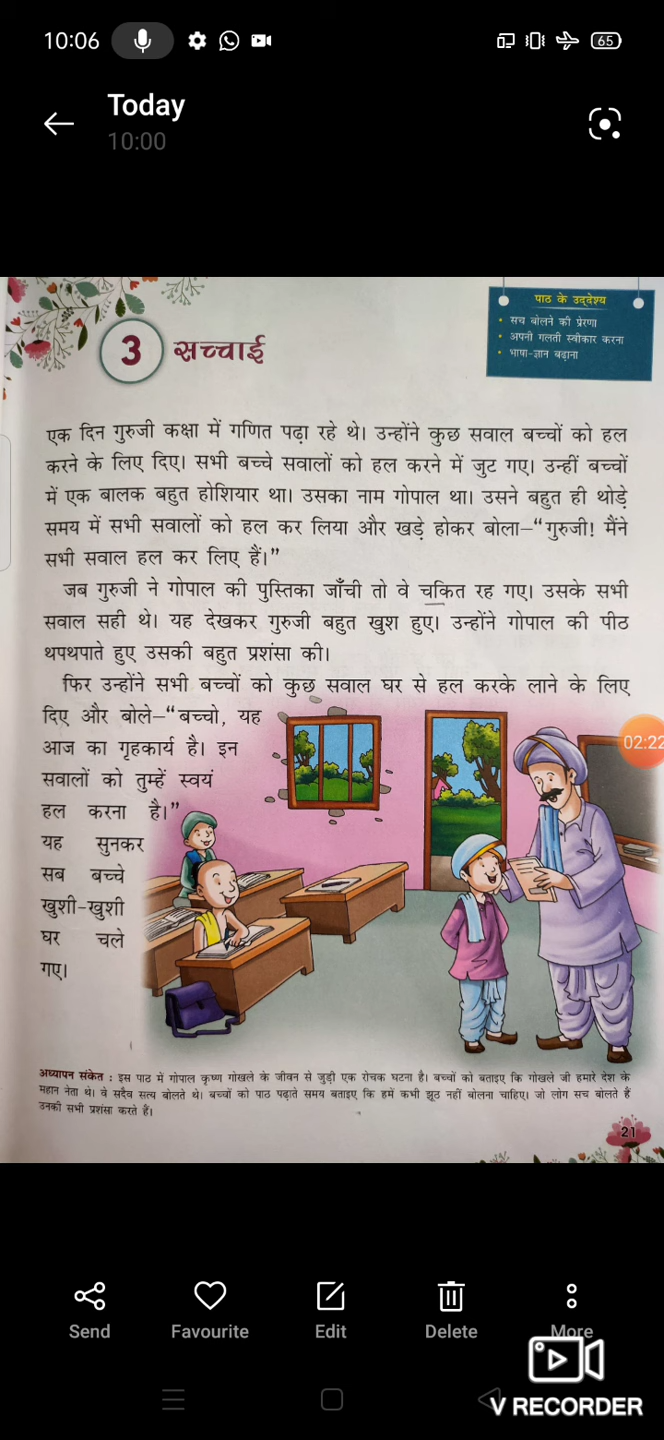 10:06
65
Today
10:00
पाठ के उद्देश्य
• सच बोलने की प्रेरणा
• अपनी गलती स्वीकार करना
• भाषा-ज्ञान बढ़ाना
3 सच्चाई
एक दिन गुरुजी कक्षा में गणित पढ़ा रहे थे। उन्होंने कुछ सवाल बच्चों को हल
करने के लिए दिए। सभी बच्चे सवालों को हल करने में जुट गए। उन्हीं बच्चों
में एक बालक बहुत होशियार था। उसका नाम गोपाल था। उसने बहुत ही थोड़े
समय में सभी सवालों को हल कर लिया और खड़े होकर बोला–“गुरुजी! मैंने
सभी सवाल हल कर लिए हैं।”
जब गुरुजी ने गोपाल की पुस्तिका जाँची तो वे चकित रह गए। उसके सभी
सवाल सही थे। यह देखकर गुरुजी बहुत खुश हुए। उन्होंने गोपाल की पीठ
थपथपाते हुए उसकी बहुत प्रशंसा की।
फिर उन्होंने सभी बच्चों को कुछ सवाल घर से हल करके लाने के लिए
दिए और बोले–“बच्चो, यह
आज का गृहकार्य है। इन
सवालों को तुम्हें स्वयं
हल करना है।”
यह सुनकर
सब बच्चे
खुशी-खुशी
घर चले
गए।
02:22
अध्यापन संकेत : इस पाठ में गोपाल कृष्ण गोखले के जीवन से जुड़ी एक रोचक घटना है। बच्चों को बताइए कि गोखले जी हमारे देश के
महान नेता थे। वे सदैव सत्य बोलते थे। बच्चों को पाठ पढ़ाते समय बताइए कि हमें कभी झूठ नहीं बोलना चाहिए। जो लोग सच बोलते हैं
उनकी सभी प्रशंसा करते हैं।
21
Send Favourite Edit Delete More
V RECORDER